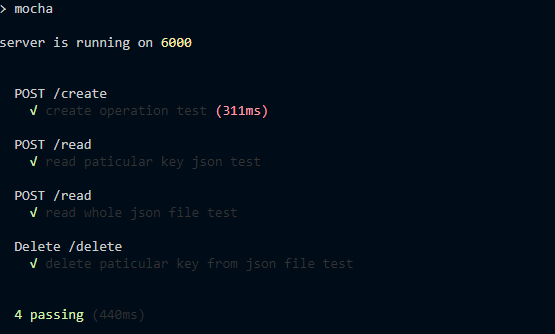 > mocha
server is running on 6000
POST /create
√ create operation test (311ms)
POST /read
√ read paticular key json test
POST /read
√ read whole json file test
Delete /delete
√ delete paticular key from json file test
4 passing (440ms)